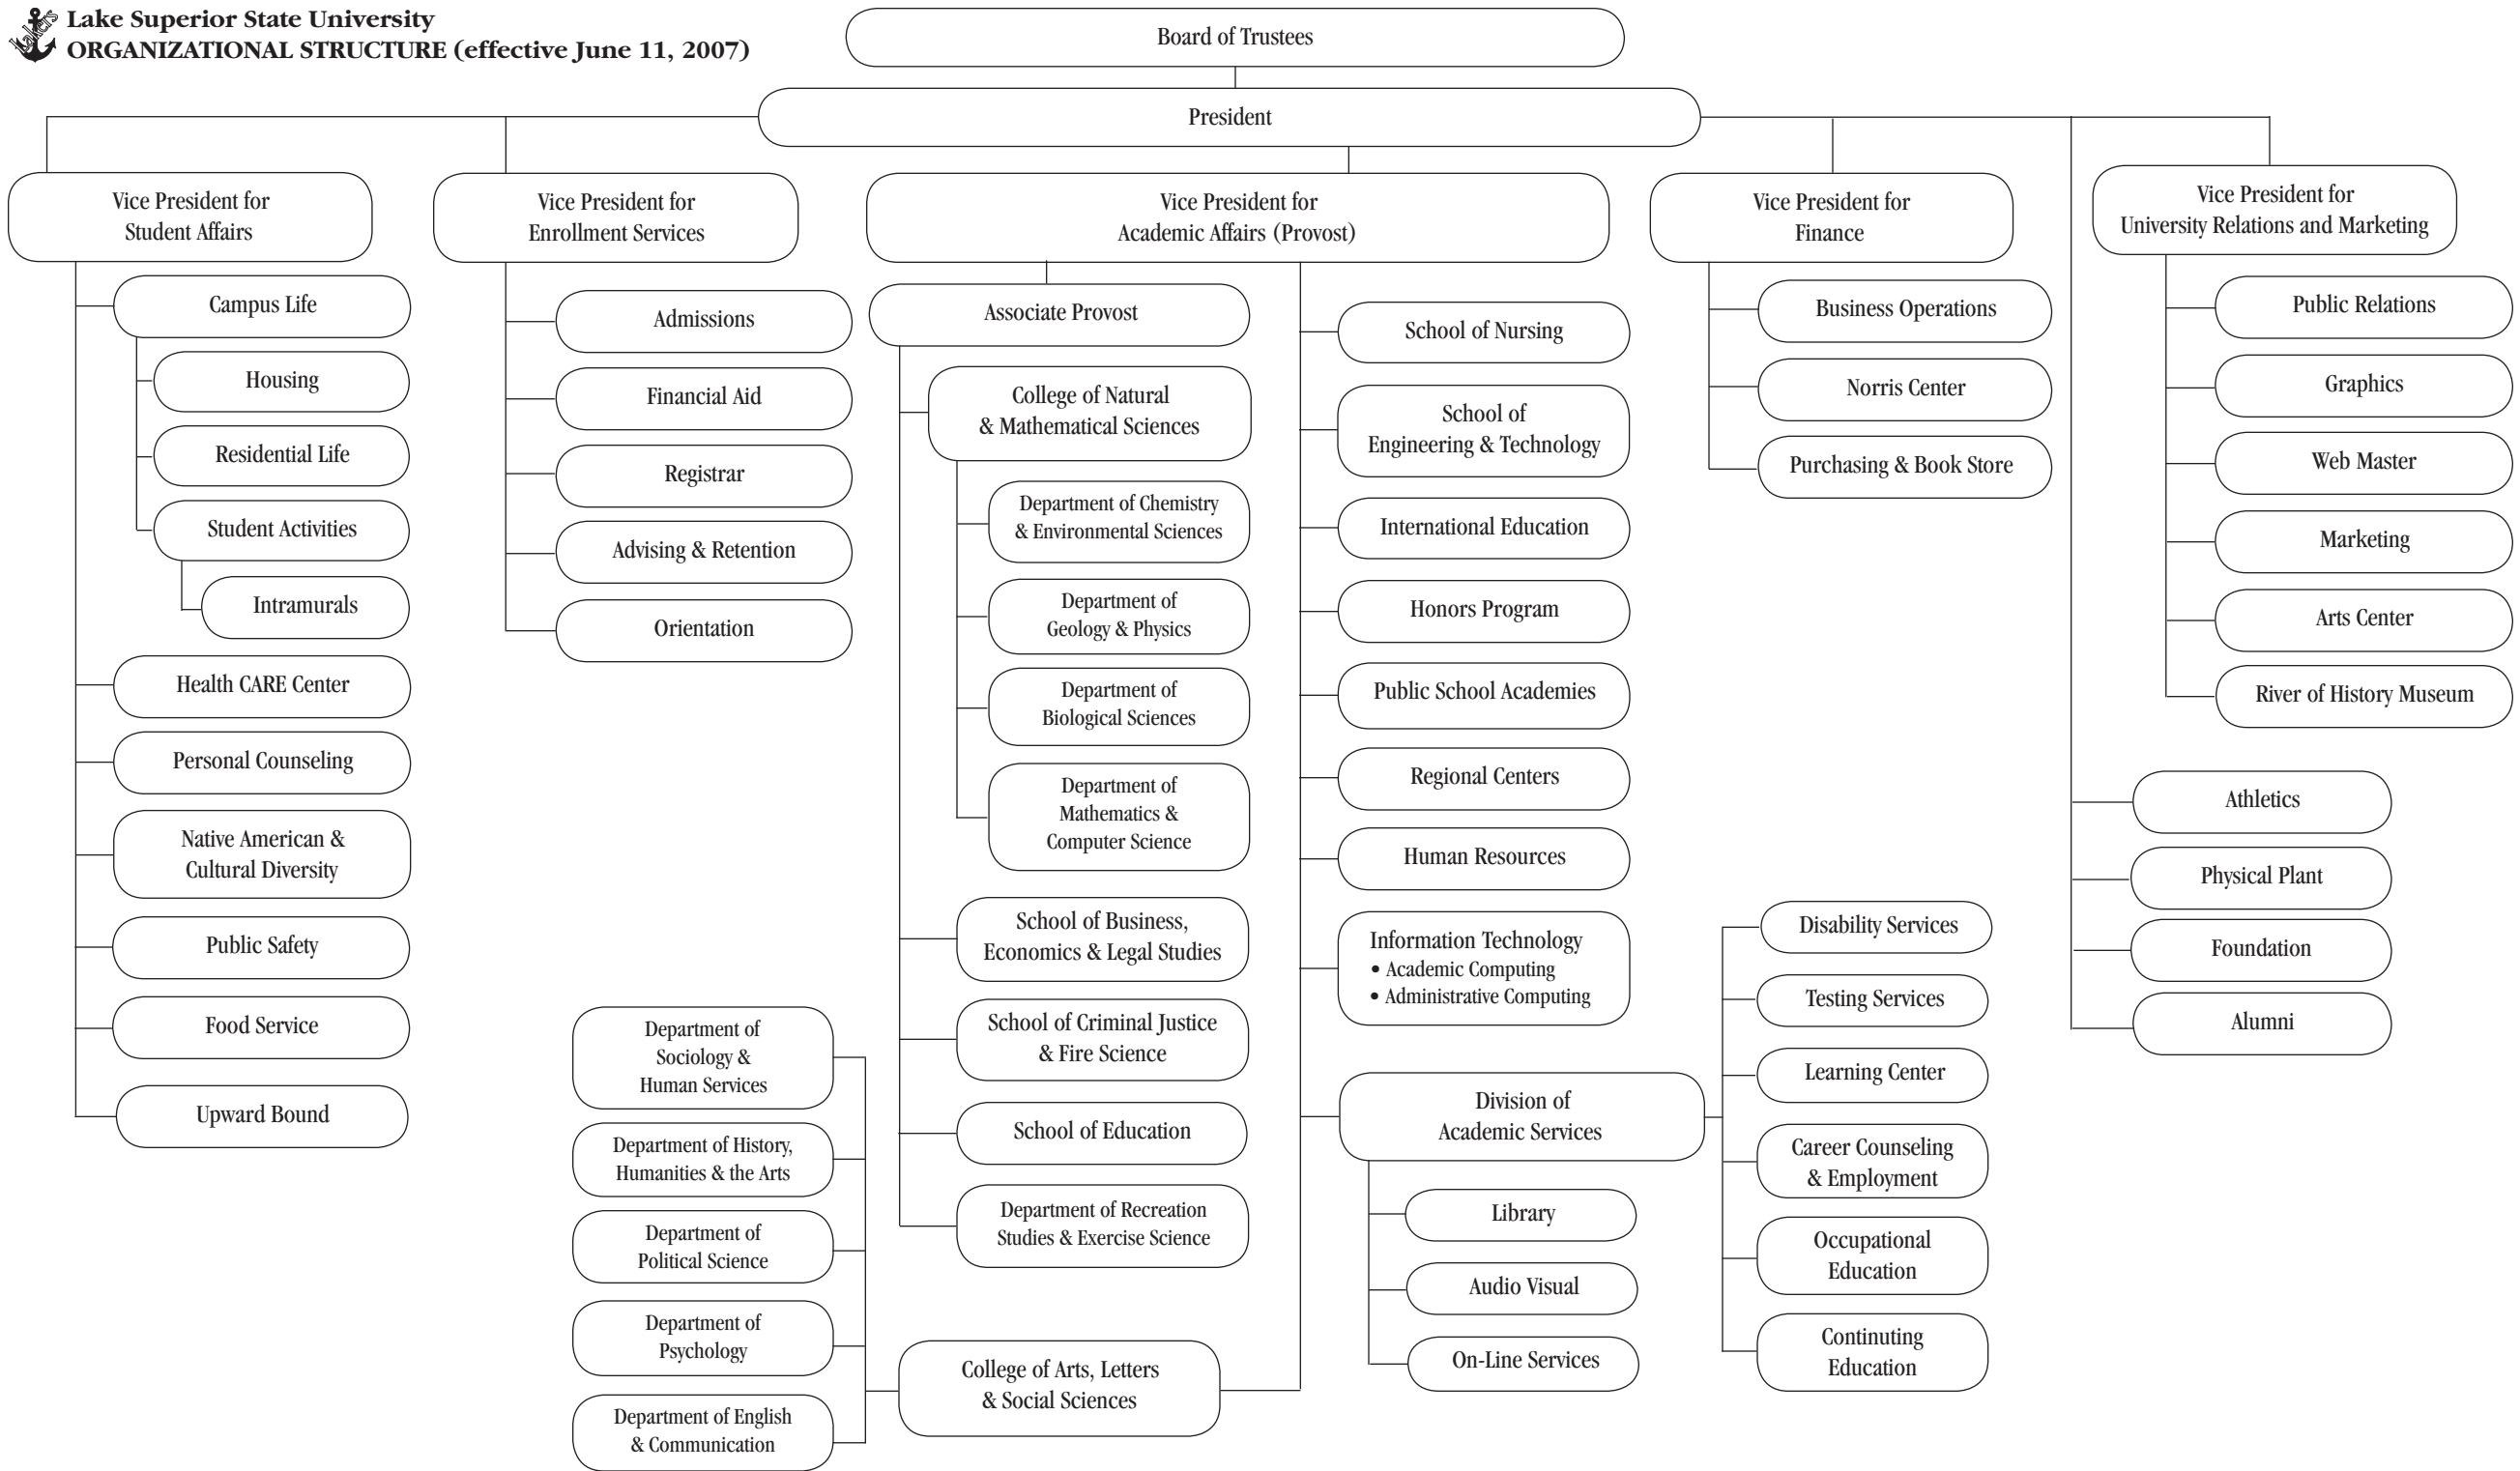 Lakers
Lake Superior State University
ORGANIZATIONAL STRUCTURE (effective June 11, 2007)
Board of Trustees
President
Vice President for
Student Affairs
Campus Life
Housing
Residential Life
Student Activities
Intramurals
Health CARE Center
Personal Counseling
Native American &
Cultural Diversity
Public Safety
Food Service
Upward Bound
Vice President for
Enrollment Services
Admissions
Financial Aid
Registrar
Advising & Retention
Orientation
Vice President for
Academic Affairs (Provost)
Associate Provost
College of Natural
& Mathematical Sciences
Department of Chemistry
& Environmental Sciences
Department of
Geology & Physics
Department of
Biological Sciences
Department of
Mathematics &
Computer Science
School of Business,
Economics & Legal Studies
School of Criminal Justice
& Fire Science
School of Education
Department of Recreation
Studies & Exercise Science
School of Nursing
School of
Engineering & Technology
International Education
Honors Program
Public School Academies
Regional Centers
Human Resources
Information Technology
• Academic Computing
• Administrative Computing
Division of
Academic Services
Library
Audio Visual
On-Line Services
Disability Services
Testing Services
Learning Center
Career Counseling
& Employment
Occupational
Education
Continuing
Education
College of Arts, Letters
& Social Sciences
Department of
Sociology &
Human Services
Department of History,
Humanities & the Arts
Department of
Political Science
Department of
Psychology
Department of English
& Communication
Vice President for
Finance
Business Operations
Norris Center
Purchasing & Book Store
Vice President for
University Relations and Marketing
Public Relations
Graphics
Web Master
Marketing
Arts Center
River of History Museum
Athletics
Physical Plant
Foundation
Alumni